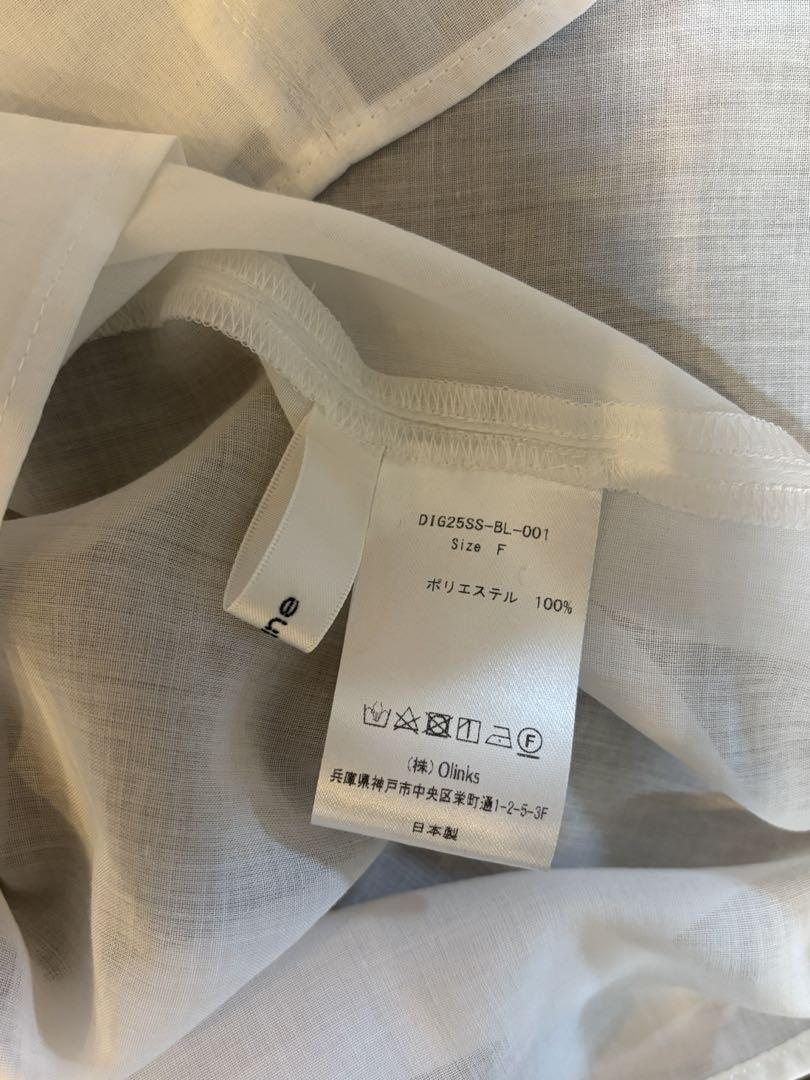 DIG25SS-BL-001
Size F
ポリエステル 100%
ne
F
(株)Olinks
兵庫県神戸市中央区栄町通1-2-5-3F
日本製